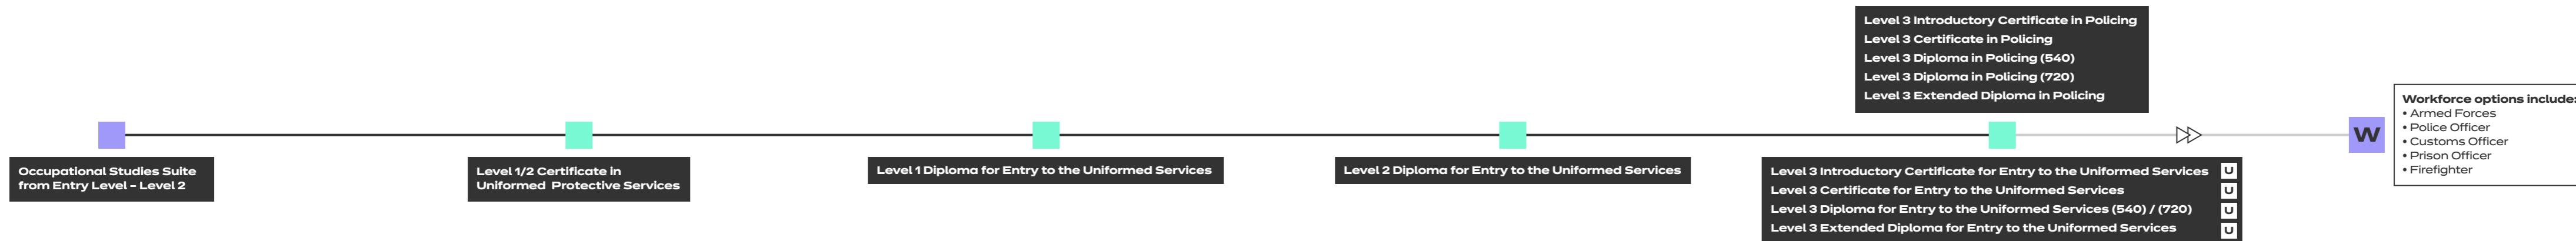 Level 3 Introductory Certificate in Policing
Level 3 Certificate in Policing
Level 3 Diploma in Policing (540)
Level 3 Diploma in Policing (720)
Level 3 Extended Diploma in Policing
Occupational Studies Suite
from Entry Level – Level 2
Level 1/2 Certificate in
Uniformed Protective Services
Level 1 Diploma for Entry to the Uniformed Services
Level 2 Diploma for Entry to the Uniformed Services
Level 3 Introductory Certificate for Entry to the Uniformed Services U
Level 3 Certificate for Entry to the Uniformed Services U
Level 3 Diploma for Entry to the Uniformed Services (540) / (720) U
Level 3 Extended Diploma for Entry to the Uniformed Services U
W
Workforce options include:
• Armed Forces
• Police Officer
• Customs Officer
• Prison Officer
• Firefighter